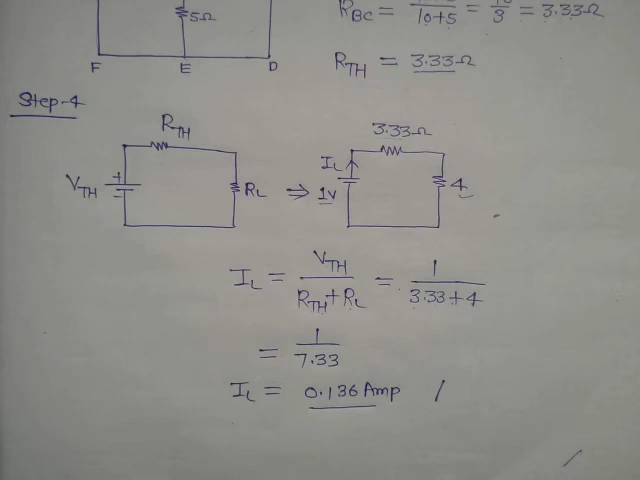 5Ω
F E D
R_BC = /10+5 = /3 = 3.33Ω
R_TH = 3.33Ω
Step-4
R_TH
V_TH
+
-
R_L
⇒
3.33Ω
I_L
1V
4
I_L = V_TH/(R_TH+R_L) = 1/(3.33+4)
= 1/7.33
I_L = 0.136 Amp /